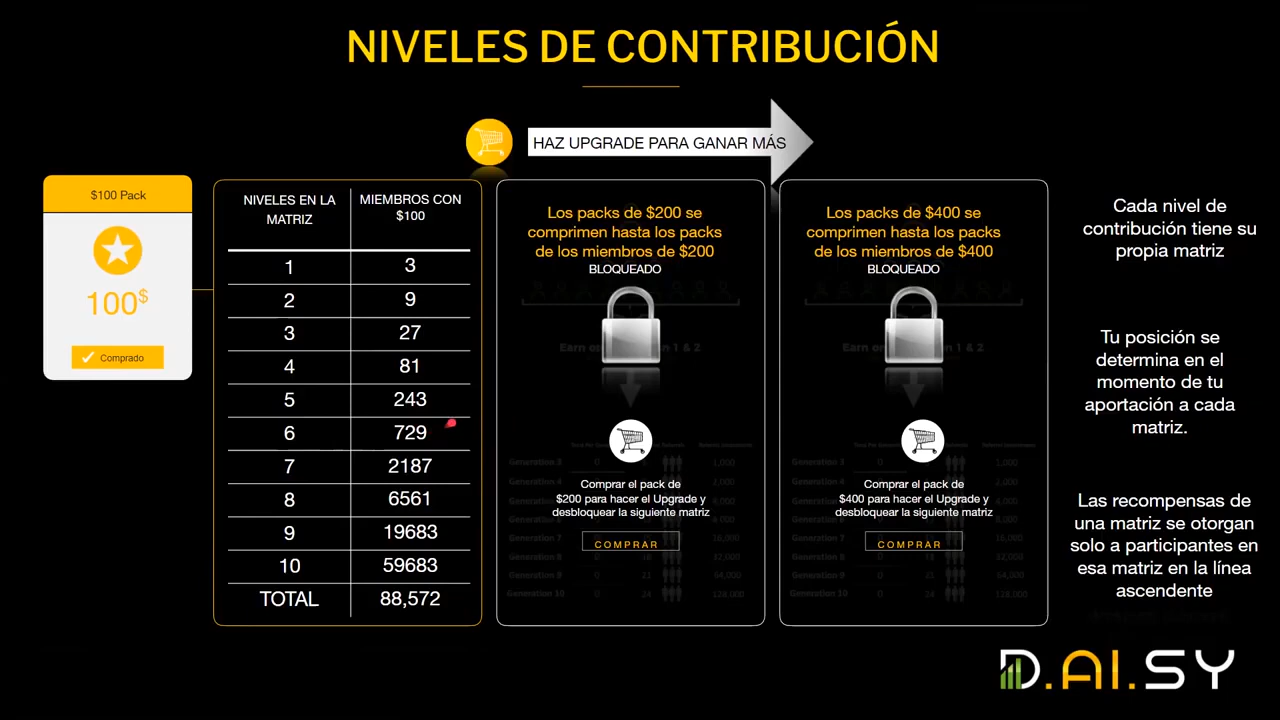 NIVELES DE CONTRIBUCIÓN
HAZ UPGRADE PARA GANAR MÁS
$100 Pack
100$
Comprado
NIVELES EN LA
MATRIZ
MIEMBROS CON
$100
1 3
2 9
3 27
4 81
5 243
6 729
7 2187
8 6561
9 19683
10 59683
TOTAL 88,572
Los packs de $200 se
comprimen hasta los packs
de los miembros de $200
BLOQUEADO
Comprar el pack de
$200 para hacer el Upgrade y
desbloquear la siguiente matriz
COMPRAR
Los packs de $400 se
comprimen hasta los packs
de los miembros de $400
BLOQUEADO
Comprar el pack de
$400 para hacer el Upgrade y
desbloquear la siguiente matriz
COMPRAR
Cada nivel de
contribución tiene su
propia matriz
Tu posición se
determina en el
momento de tu
aportación a cada
matriz.
Las recompensas de
una matriz se otorgan
solo a participantes en
esa matriz en la línea
ascendente
D.AI.SY